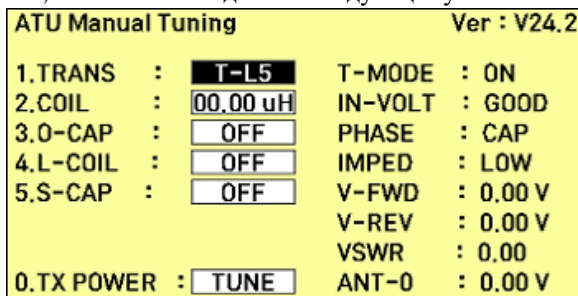 ATU Manual Tuning Ver : V24.2
1.TRANS : T-L5 T-MODE : ON
2.COIL : 00.00 uH IN-VOLT : GOOD
3.O-CAP : OFF PHASE : CAP
4.L-COIL : OFF IMPED : LOW
5.S-CAP : OFF V-FWD : 0.00 V
V-REV : 0.00 V
VSWR : 0.00
0.TX POWER : TUNE ANT-0 : 0.00 V